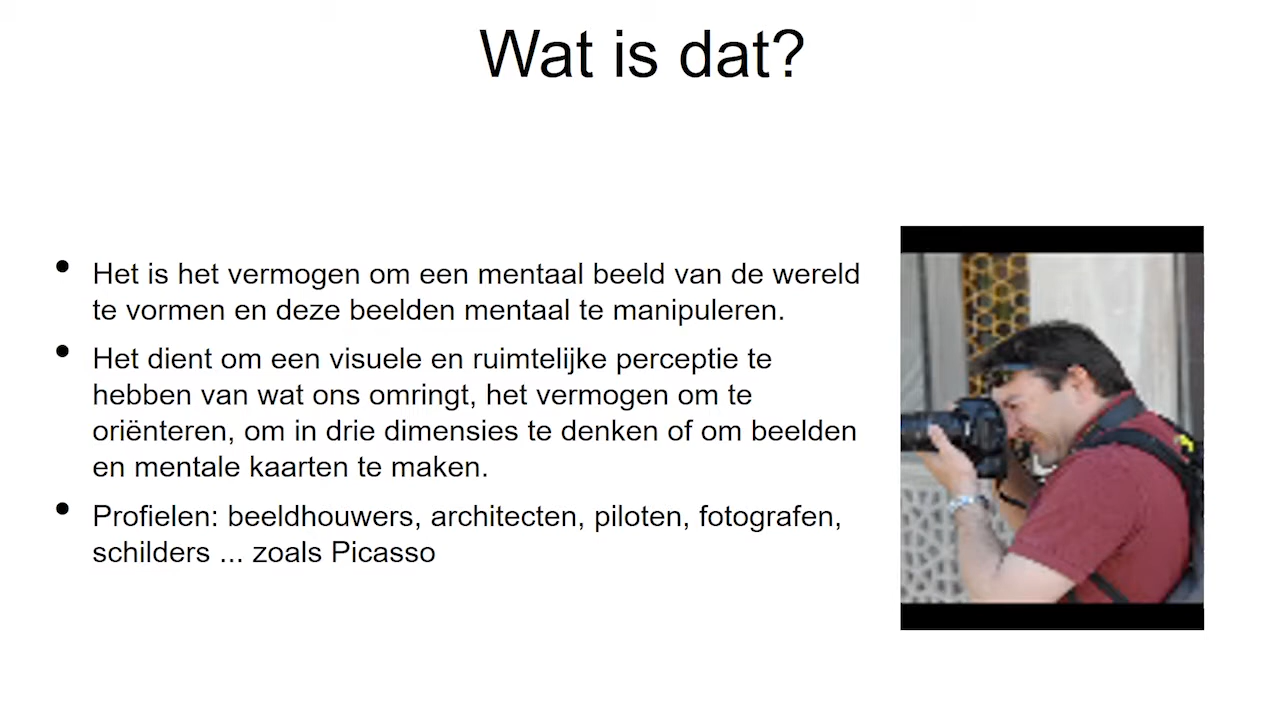 Wat is dat?
• Het is het vermogen om een mentaal beeld van de wereld
te vormen en deze beelden mentaal te manipuleren.
• Het dient om een visuele en ruimtelijke perceptie te
hebben van wat ons omringt, het vermogen om te
oriënteren, om in drie dimensies te denken of om beelden
en mentale kaarten te maken.
• Profielen: beeldhouwers, architecten, piloten, fotografen,
schilders ... zoals Picasso